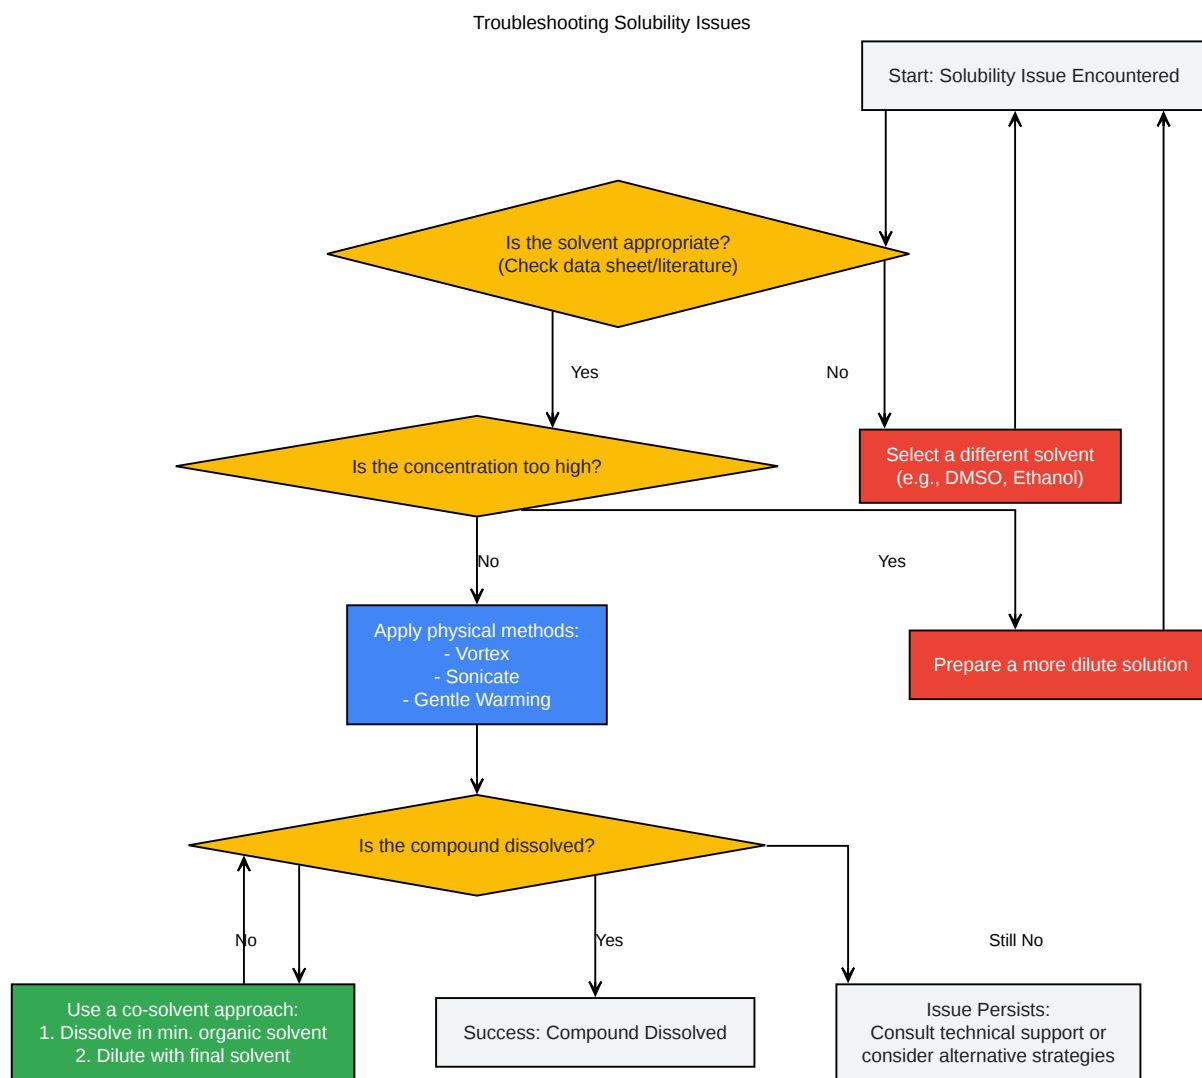 Troubleshooting Solubility Issues
Start: Solubility Issue Encountered
Is the solvent appropriate?
(Check data sheet/literature)
Yes
No
Is the concentration too high?
Select a different solvent
(e.g., DMSO, Ethanol)
No
Yes
Apply physical methods:
- Vortex
- Sonicate
- Gentle Warming
Prepare a more dilute solution
Is the compound dissolved?
No
Yes
Still No
Use a co-solvent approach:
1. Dissolve in min. organic solvent
2. Dilute with final solvent
Success: Compound Dissolved
Issue Persists:
Consult technical support or
consider alternative strategies